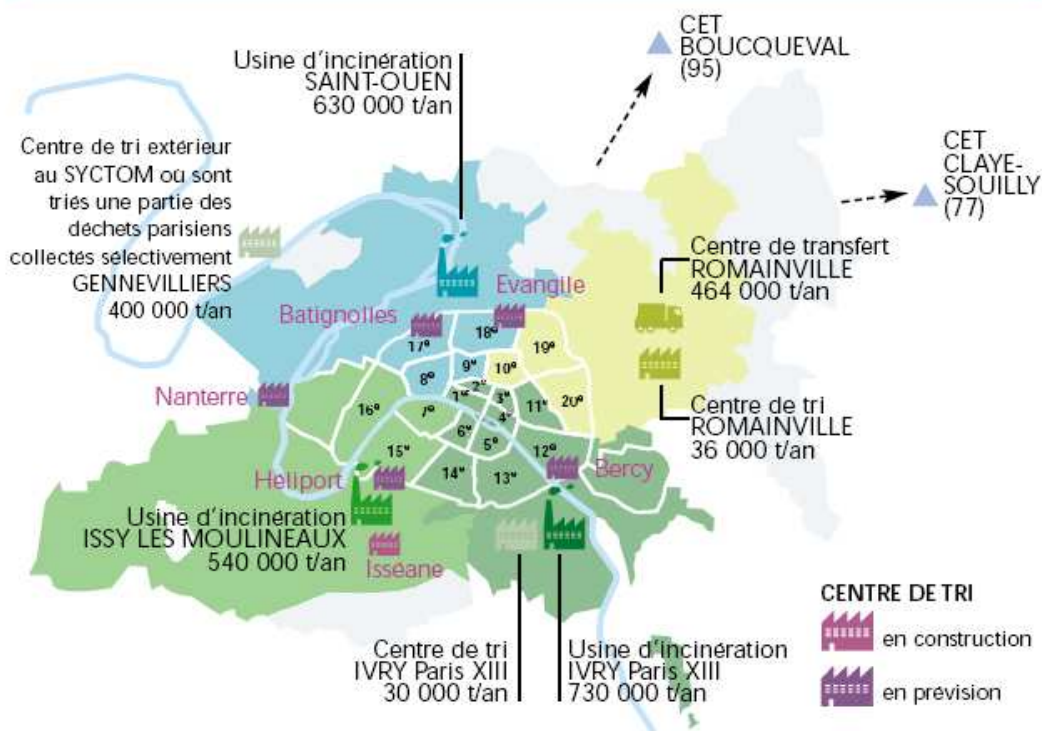 CET
BOUCQUEVAL
(95)
Usine d'incinération
SAINT-OUEN
630 000 t/an
Centre de tri extérieur
au SYCTOM où sont
triés une partie des
déchets parisiens
collectés sélectivement
GENNEVILLIERS
400 000 t/an
CET
CLAYE-
SOUILLY
(77)
Centre de transfert
ROMAINVILLE
464 000 t/an
Evangile
Batignolles
17e
18e
19e
9e
10e
8e
2e
1e
3e
Nanterre
16e
7e
4e
11e
20e
Centre de tri
ROMAINVILLE
36 000 t/an
6e
5e
15e
12e
Bercy
14e
13e
Héliport
Usine d'incinération
ISSY LES MOULINEAUX
540 000 t/an
Isséane
CENTRE DE TRI
en construction
en prévision
Centre de tri
IVRY Paris XIII
30 000 t/an
Usine d'incinération
IVRY Paris XIII
730 000 t/an